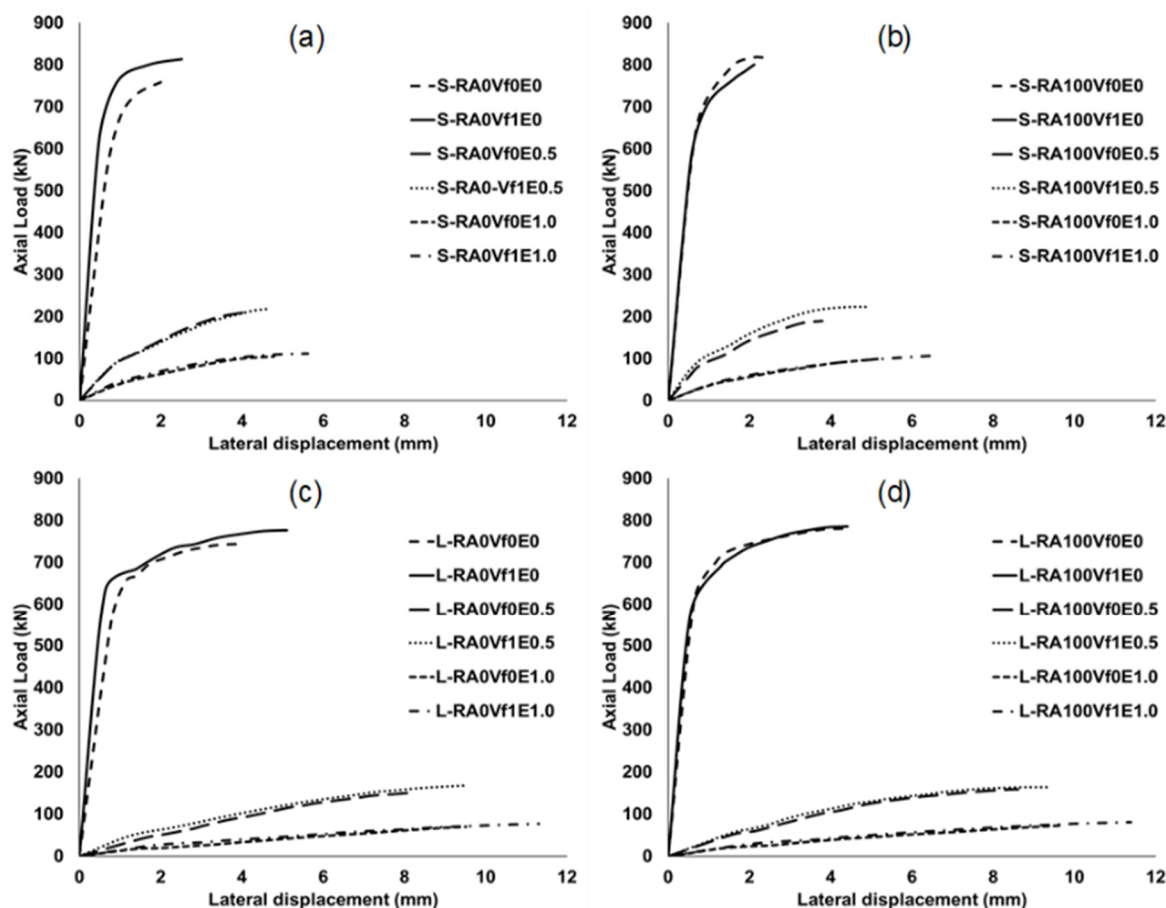 (a)
900
800
700
600
500
400
300
200
100
0
Axial Load (kN)
S-RA0Vf0E0
S-RA0Vf1E0
S-RA0Vf0E0.5
S-RA0-Vf1E0.5
S-RA0Vf0E1.0
S-RA0Vf1E1.0
0 2 4 6 8 10 12
Lateral displacement (mm)
(b)
900
800
700
600
500
400
300
200
100
0
Axial Load (kN)
S-RA100Vf0E0
S-RA100Vf1E0
S-RA100Vf0E0.5
S-RA100Vf1E0.5
S-RA100Vf0E1.0
S-RA100Vf1E1.0
0 2 4 6 8 10 12
Lateral displacement (mm)
(c)
900
800
700
600
500
400
300
200
100
0
Axial Load (kN)
L-RA0Vf0E0
L-RA0Vf1E0
L-RA0Vf0E0.5
L-RA0Vf1E0.5
L-RA0Vf0E1.0
L-RA0Vf1E1.0
0 2 4 6 8 10 12
Lateral displacement (mm)
(d)
900
800
700
600
500
400
300
200
100
0
Axial Load (kN)
L-RA100Vf0E0
L-RA100Vf1E0
L-RA100Vf0E0.5
L-RA100Vf1E0.5
L-RA100Vf0E1.0
L-RA100Vf1E1.0
0 2 4 6 8 10 12
Lateral displacement (mm)